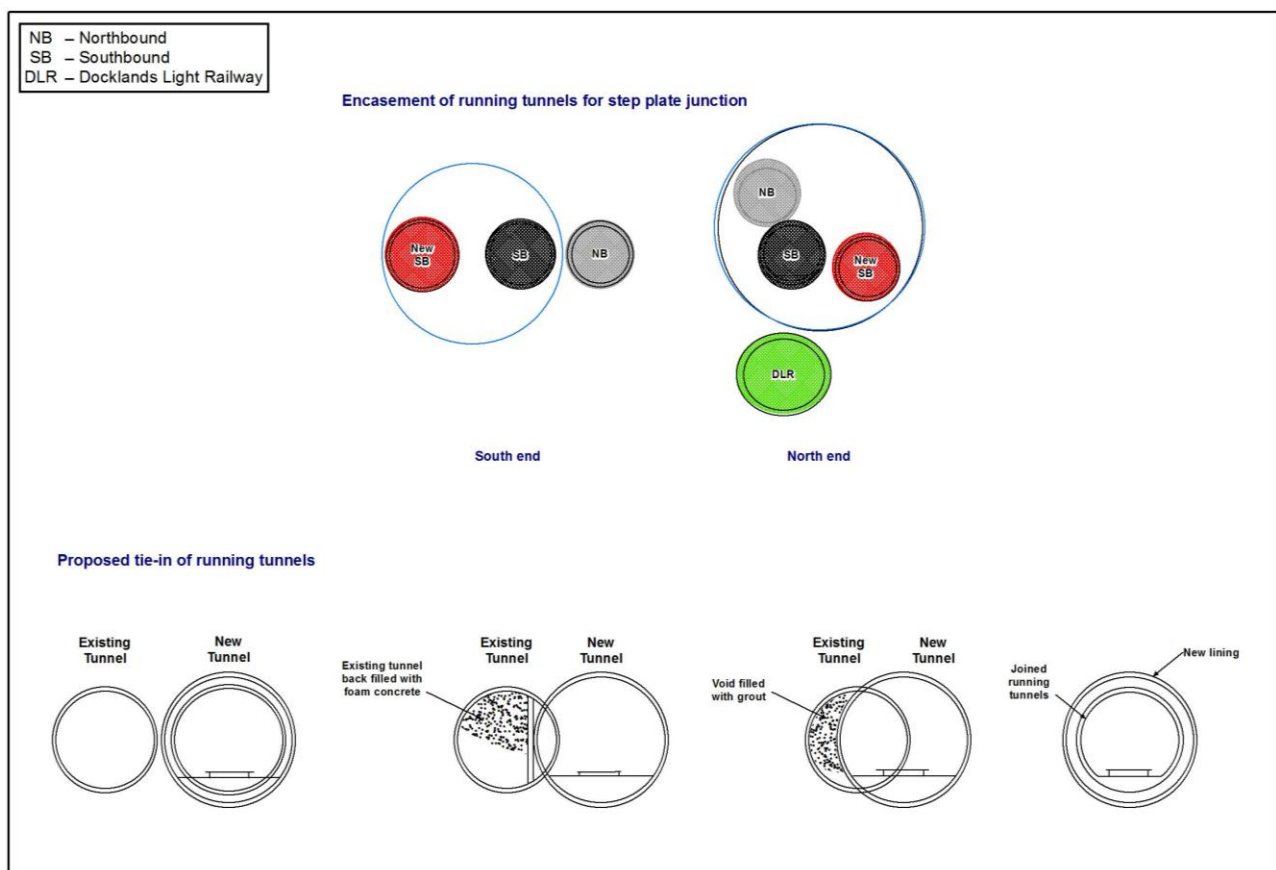 NB – Northbound
SB – Southbound
DLR – Docklands Light Railway
Encasement of running tunnels for step plate junction
New
SB
SB
NB
NB
SB
New
SB
DLR
South end
North end
Proposed tie-in of running tunnels
Existing
Tunnel
New
Tunnel
Existing tunnel
back filled with
foam concrete
Existing
Tunnel
New
Tunnel
Void filled
with grout
Existing
Tunnel
New
Tunnel
Joined
running
tunnels
New lining